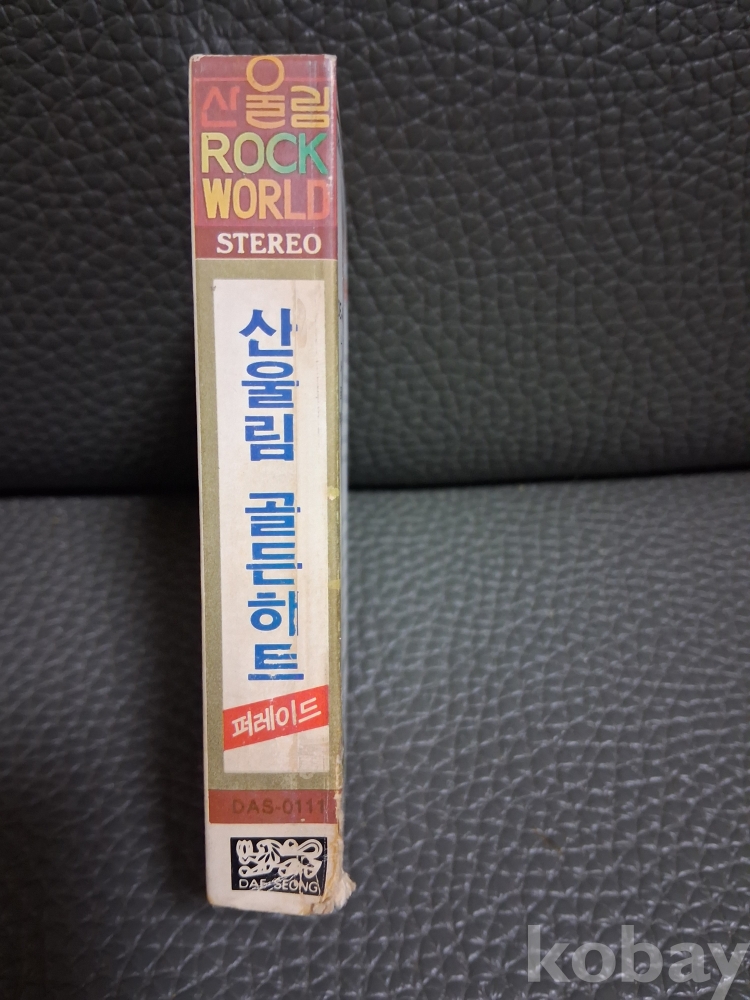 산울림
ROCK
WORLD
STEREO
산울림 골든하트
퍼레이드
DAS-0111
DAE SEONG
kobay